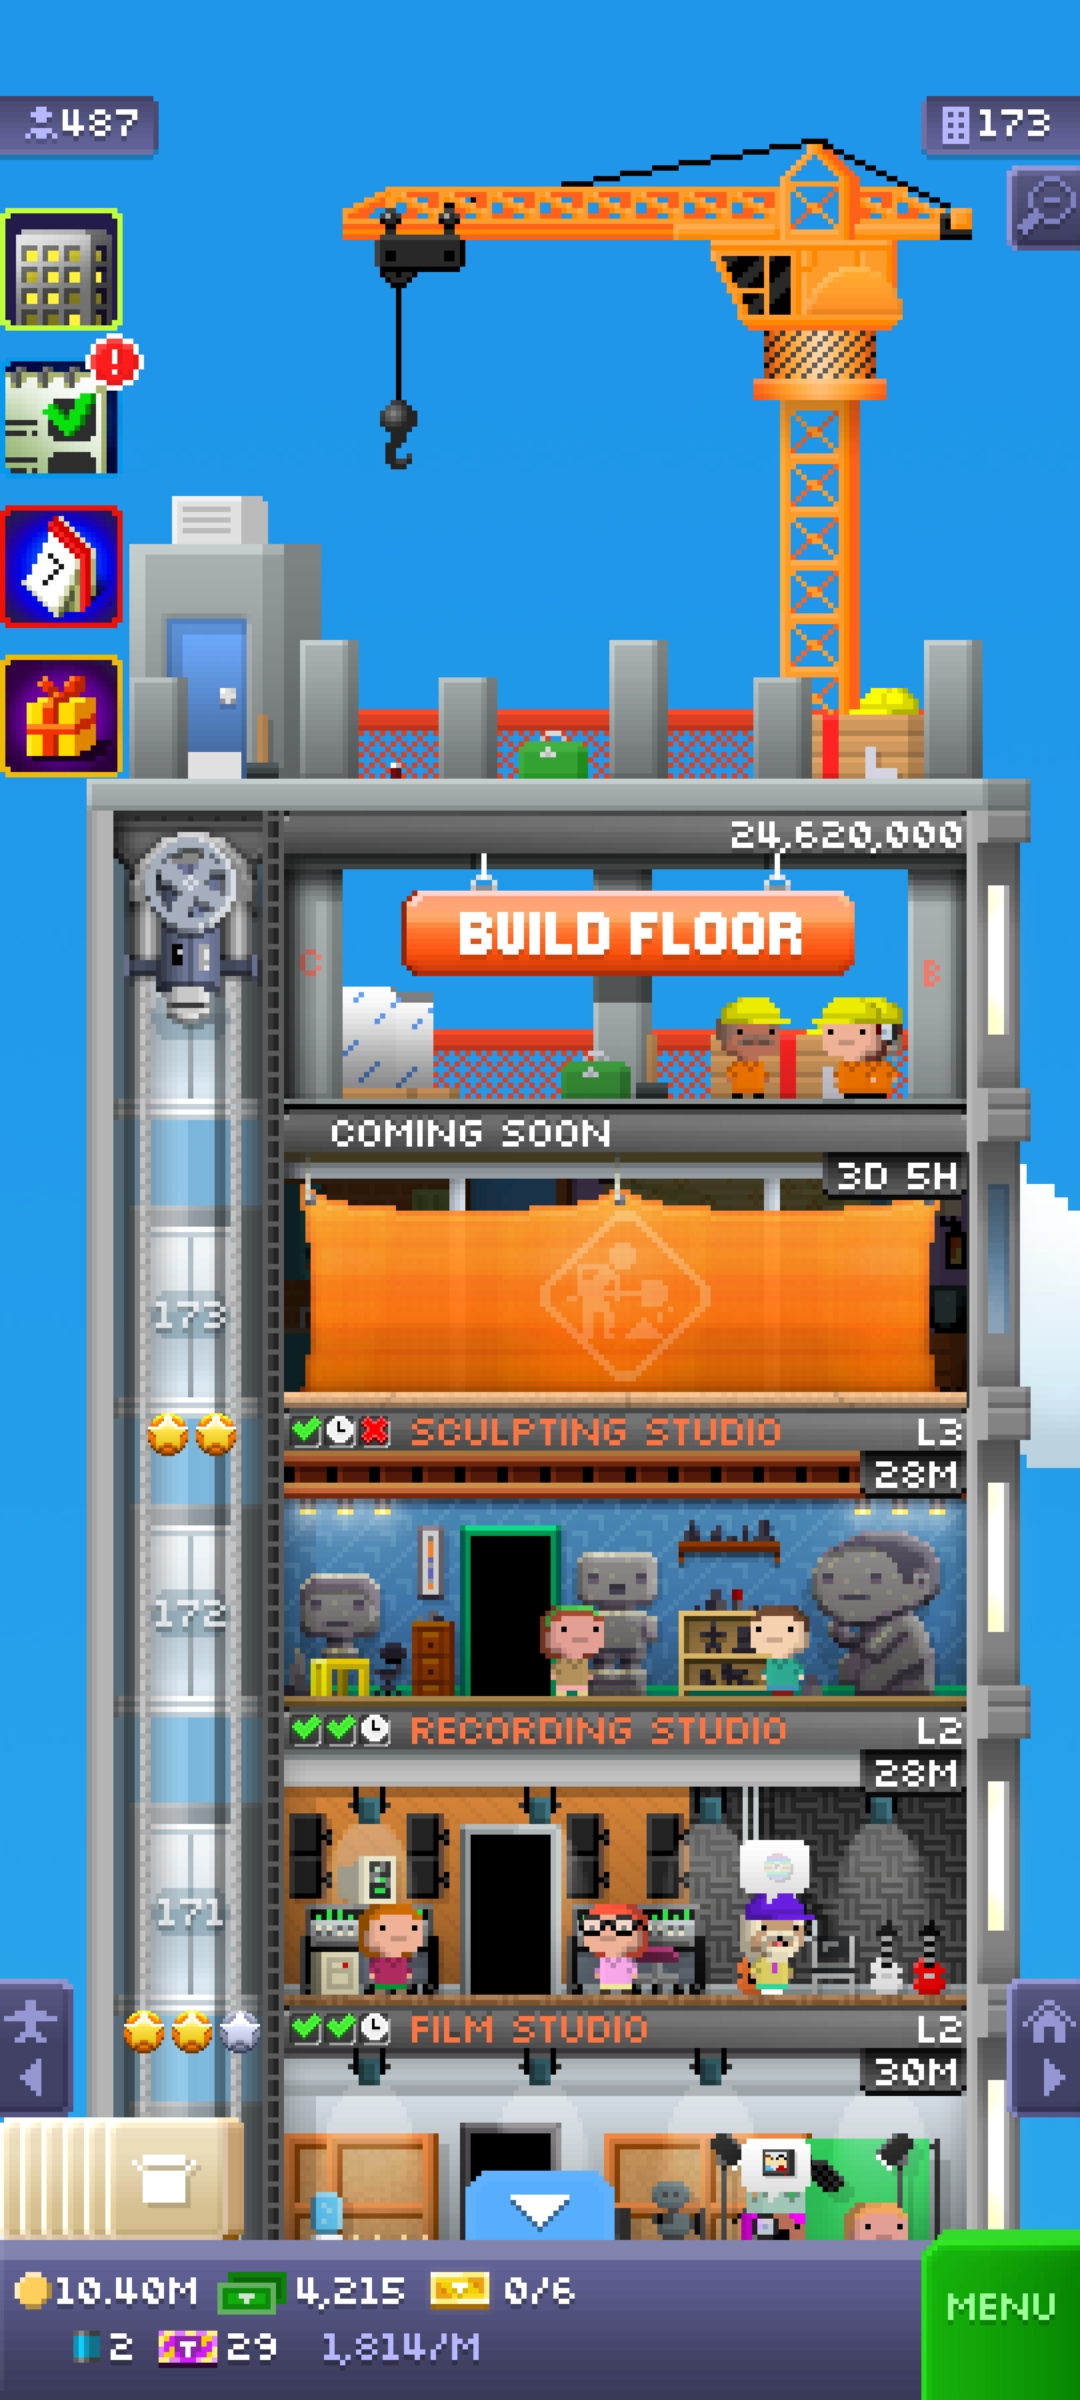 487
173
24,620,000
BUILD FLOOR
C
B
COMING SOON
3D 5H
173
SCULPTING STUDIO L3
28M
172
RECORDING STUDIO L2
28M
171
FILM STUDIO L2
30M
10.40M 4,215 0/6
2 29 1,814/M
MENU